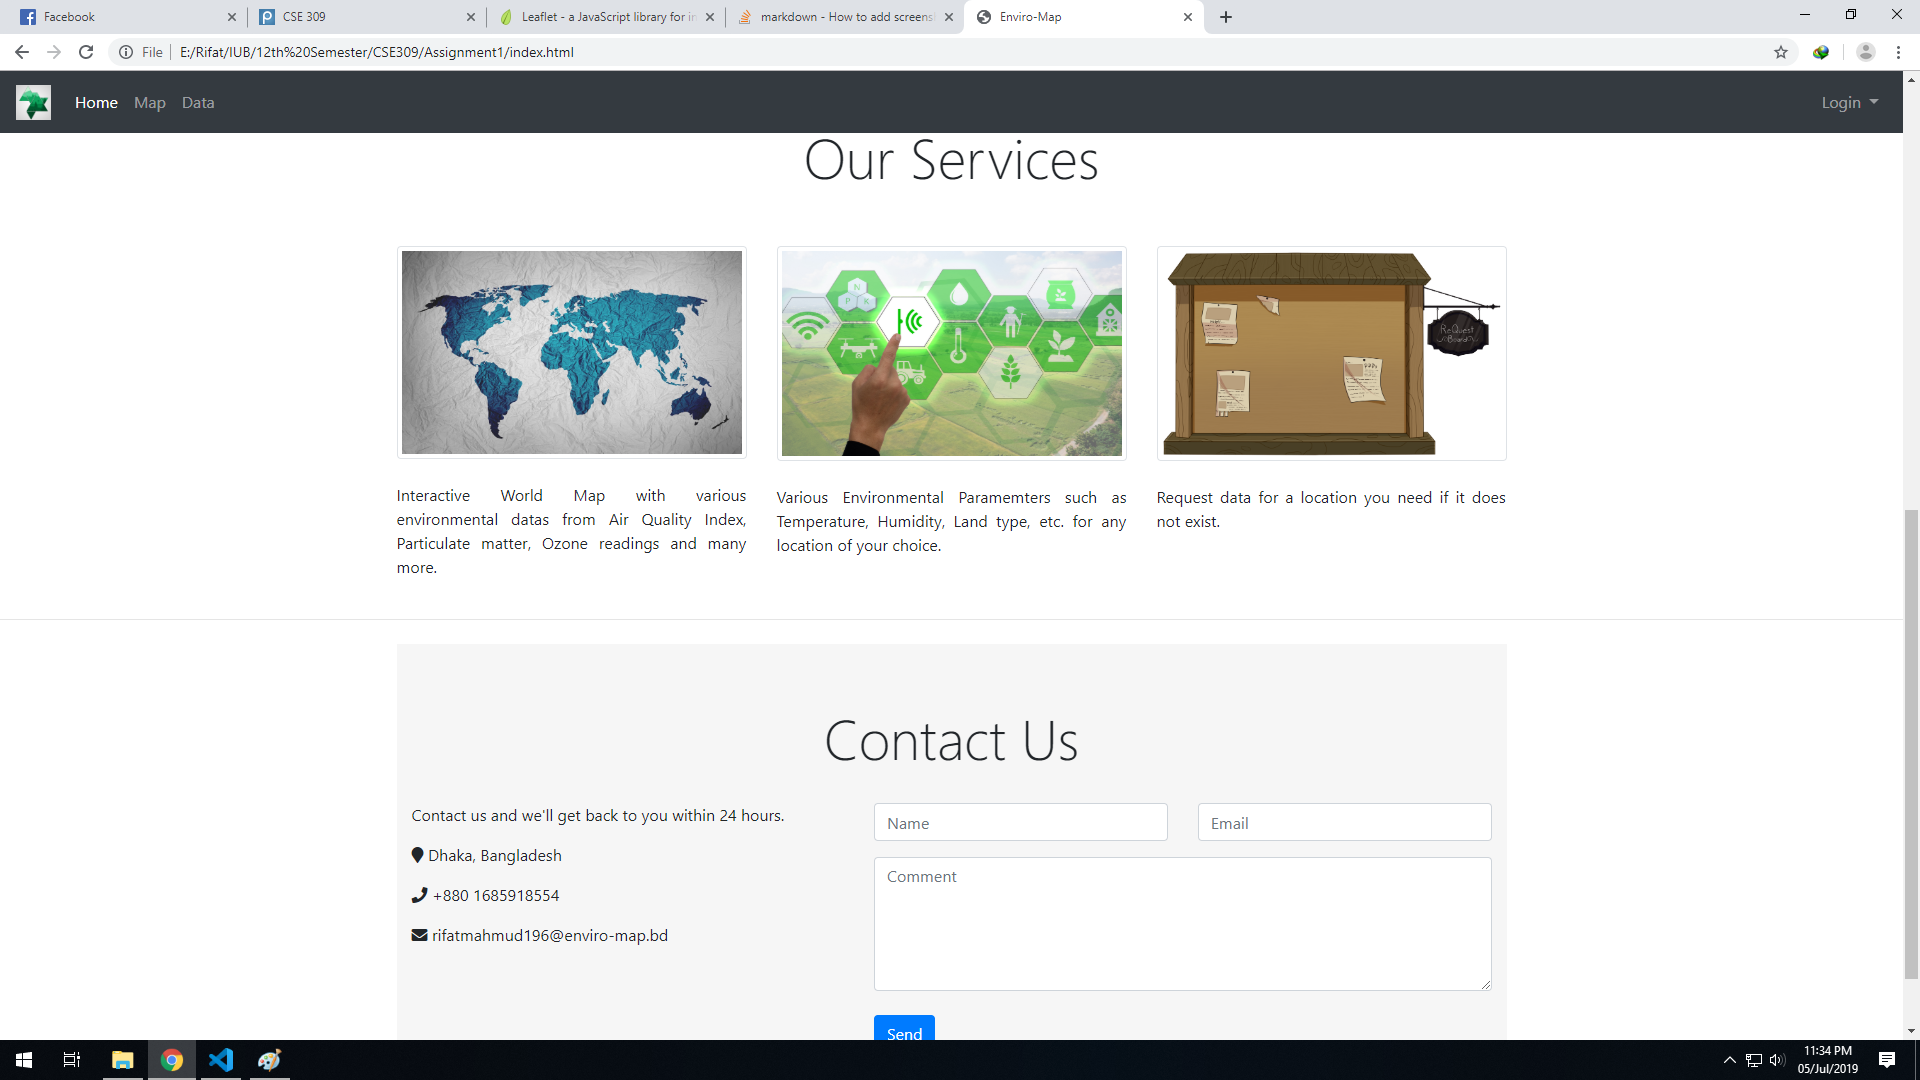 Facebook
CSE 309
Leaflet - a JavaScript library for in
markdown - How to add screens
Enviro-Map
File
E:/Rifat/IUB/12th%20Semester/CSE309/Assignment1/index.html
Home
Map
Data
Login
Our Services
N
P
K
ReQuest
Board
Interactive World Map with various
environmental datas from Air Quality Index,
Particulate matter, Ozone readings and many
more.
Various Environmental Paramemters such as
Temperature, Humidity, Land type, etc. for any
location of your choice.
Request data for a location you need if it does
not exist.
Contact Us
Contact us and we'll get back to you within 24 hours.
Dhaka, Bangladesh
+880 1685918554
rifatmahmud196@enviro-map.bd
Name
Email
Comment
Send
11:34 PM
05/Jul/2019